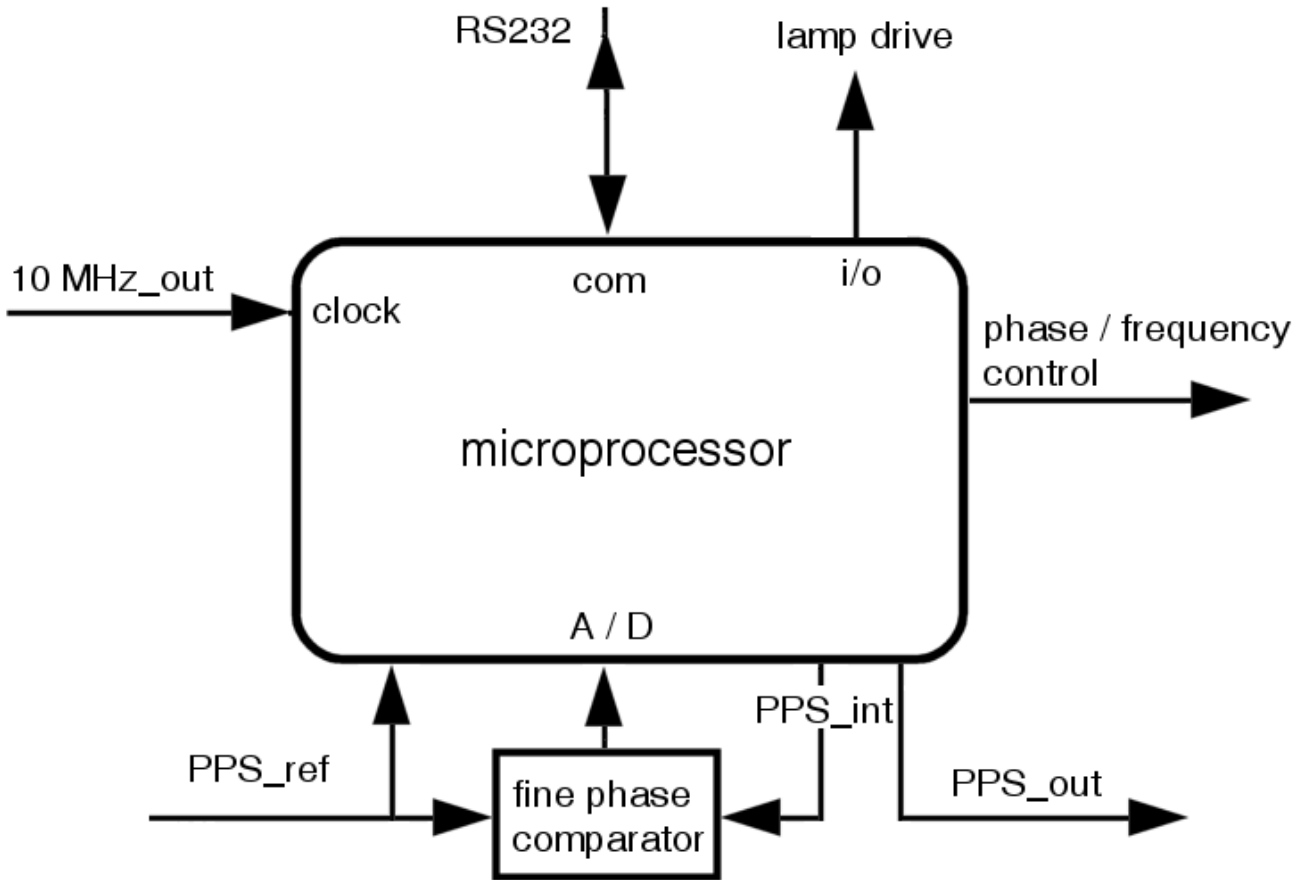 RS232
lamp drive
10 MHz_out
clock
com
i/o
phase / frequency
control
microprocessor
A / D
PPS_int
PPS_ref
fine phase
comparator
PPS_out